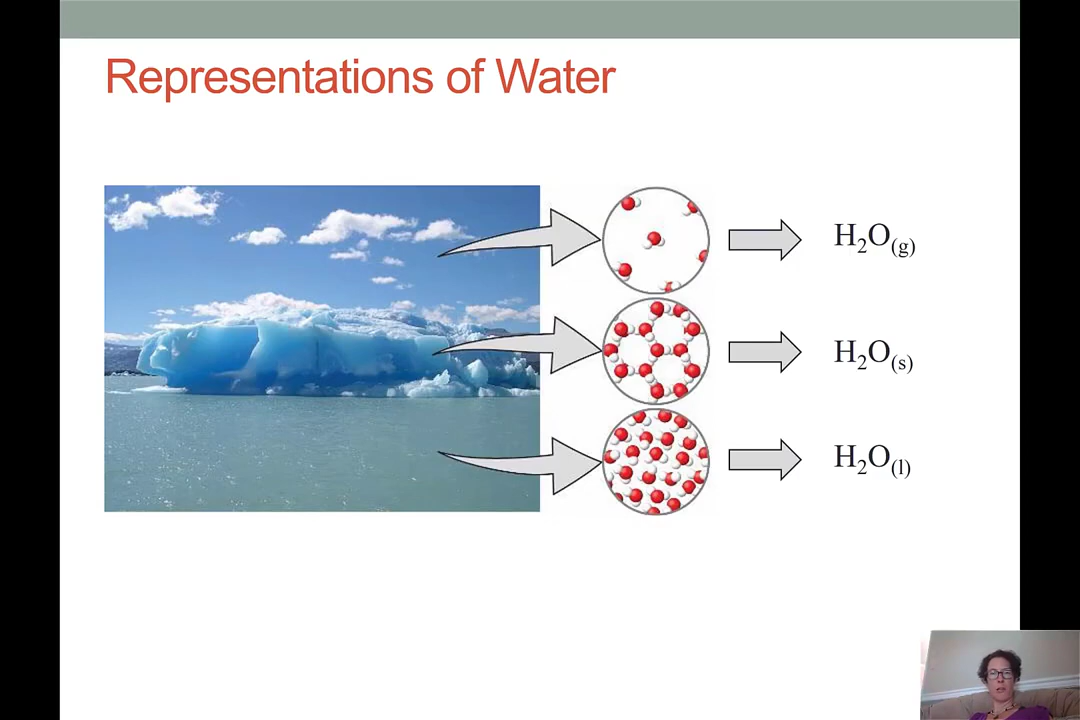 Representations of Water
H₂O(g)
H₂O(s)
H₂O(l)